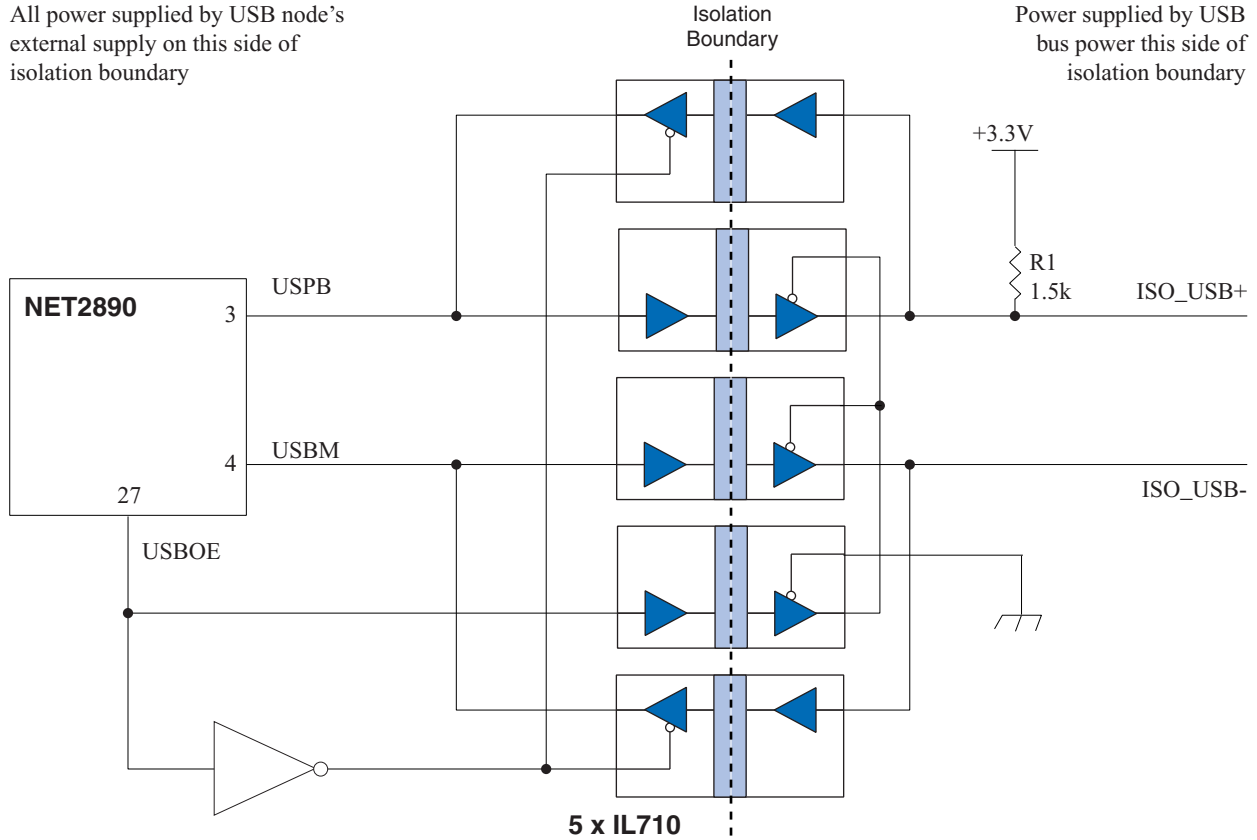 All power supplied by USB node's
external supply on this side of
isolation boundary
Isolation
Boundary
Power supplied by USB
bus power this side of
isolation boundary
+3.3V
R1
1.5k
NET2890
3
USPB
ISO_USB+
4
USBM
ISO_USB-
27
USBOE
5 x IL710